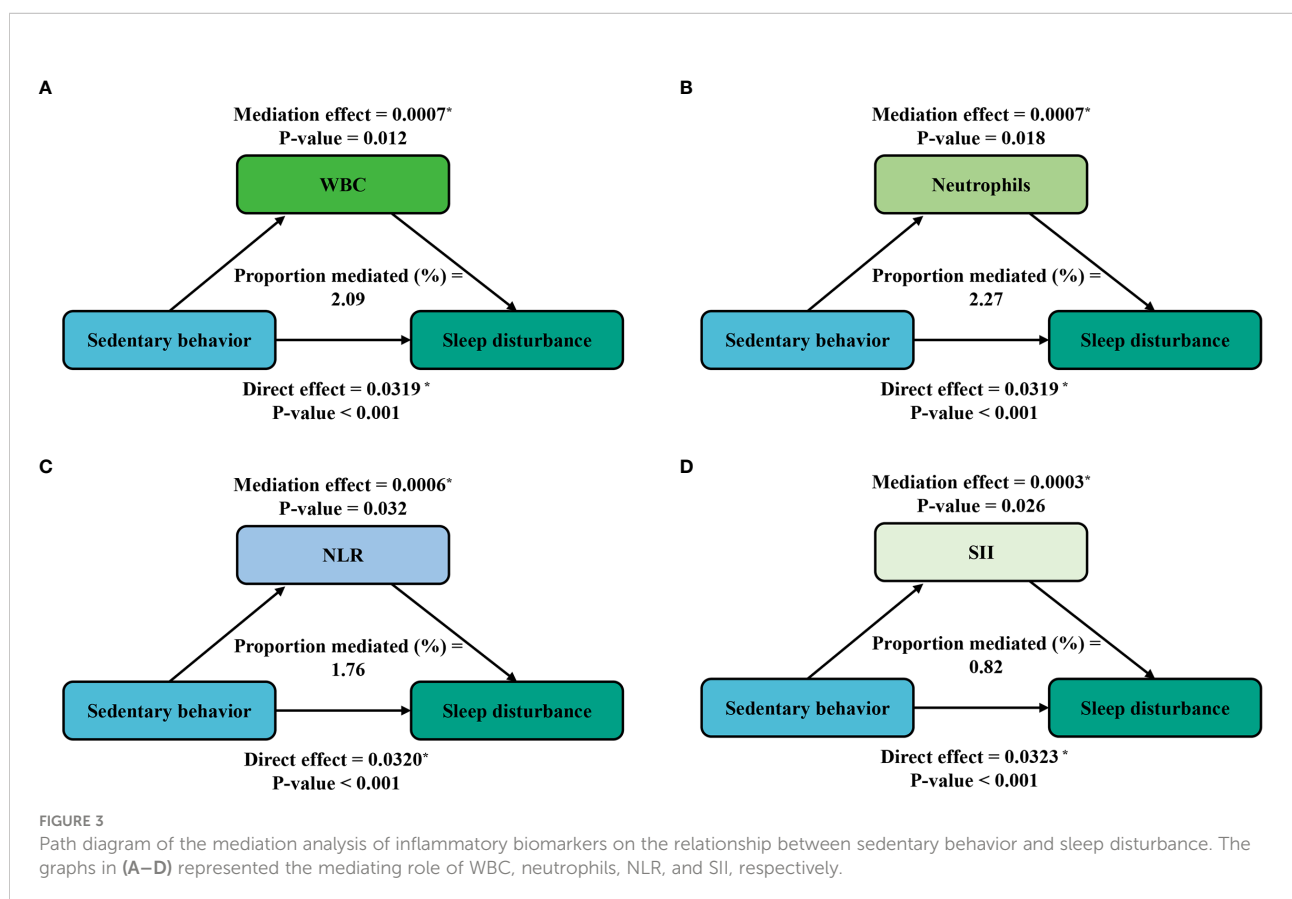 A
Mediation effect = 0.0007*
P-value = 0.012
WBC
Proportion mediated (%) =
2.09
Sedentary behavior
Sleep disturbance
Direct effect = 0.0319 *
P-value < 0.001
B
Mediation effect = 0.0007*
P-value = 0.018
Neutrophils
Proportion mediated (%) =
2.27
Sedentary behavior
Sleep disturbance
Direct effect = 0.0319 *
P-value < 0.001
C
Mediation effect = 0.0006*
P-value = 0.032
NLR
Proportion mediated (%) =
1.76
Sedentary behavior
Sleep disturbance
Direct effect = 0.0320*
P-value < 0.001
D
Mediation effect = 0.0003*
P-value = 0.026
SII
Proportion mediated (%) =
0.82
Sedentary behavior
Sleep disturbance
Direct effect = 0.0323 *
P-value < 0.001
FIGURE 3
Path diagram of the mediation analysis of inflammatory biomarkers on the relationship between sedentary behavior and sleep disturbance. The
graphs in (A–D) represented the mediating role of WBC, neutrophils, NLR, and SII, respectively.